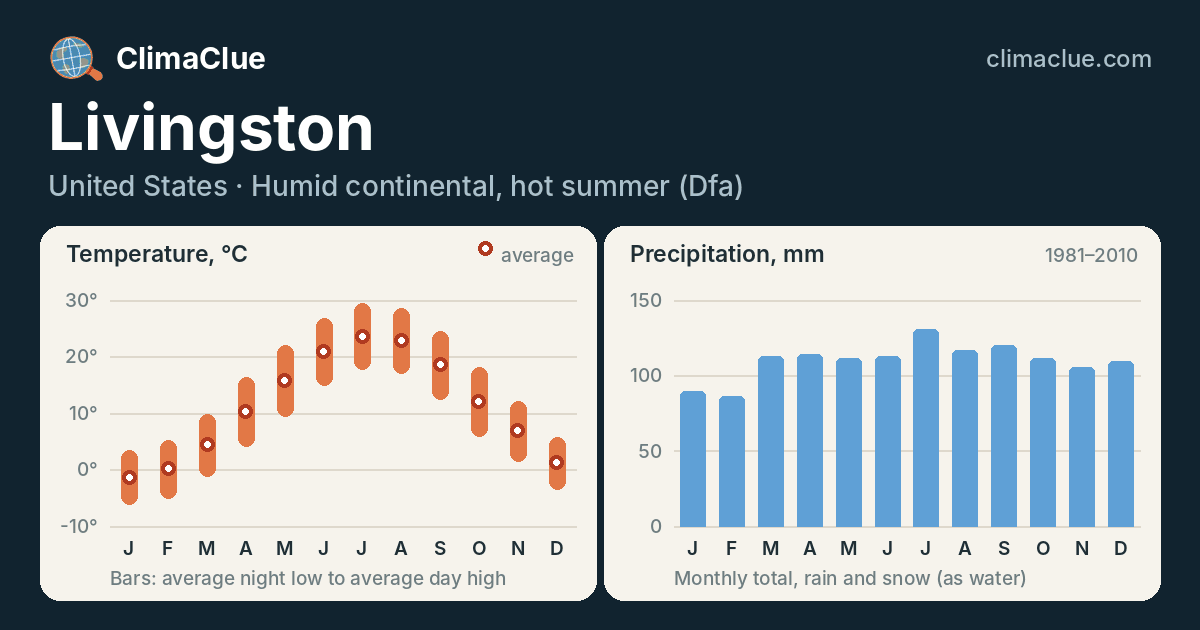 ClimaClue
climaclue.com
Livingston
United States · Humid continental, hot summer (Dfa)
Temperature, °C
average
30°
20°
10°
0°
-10°
J F M A M J J A S O N D
Bars: average night low to average day high
Precipitation, mm
1981–2010
150
100
50
0
J F M A M J J A S O N D
Monthly total, rain and snow (as water)